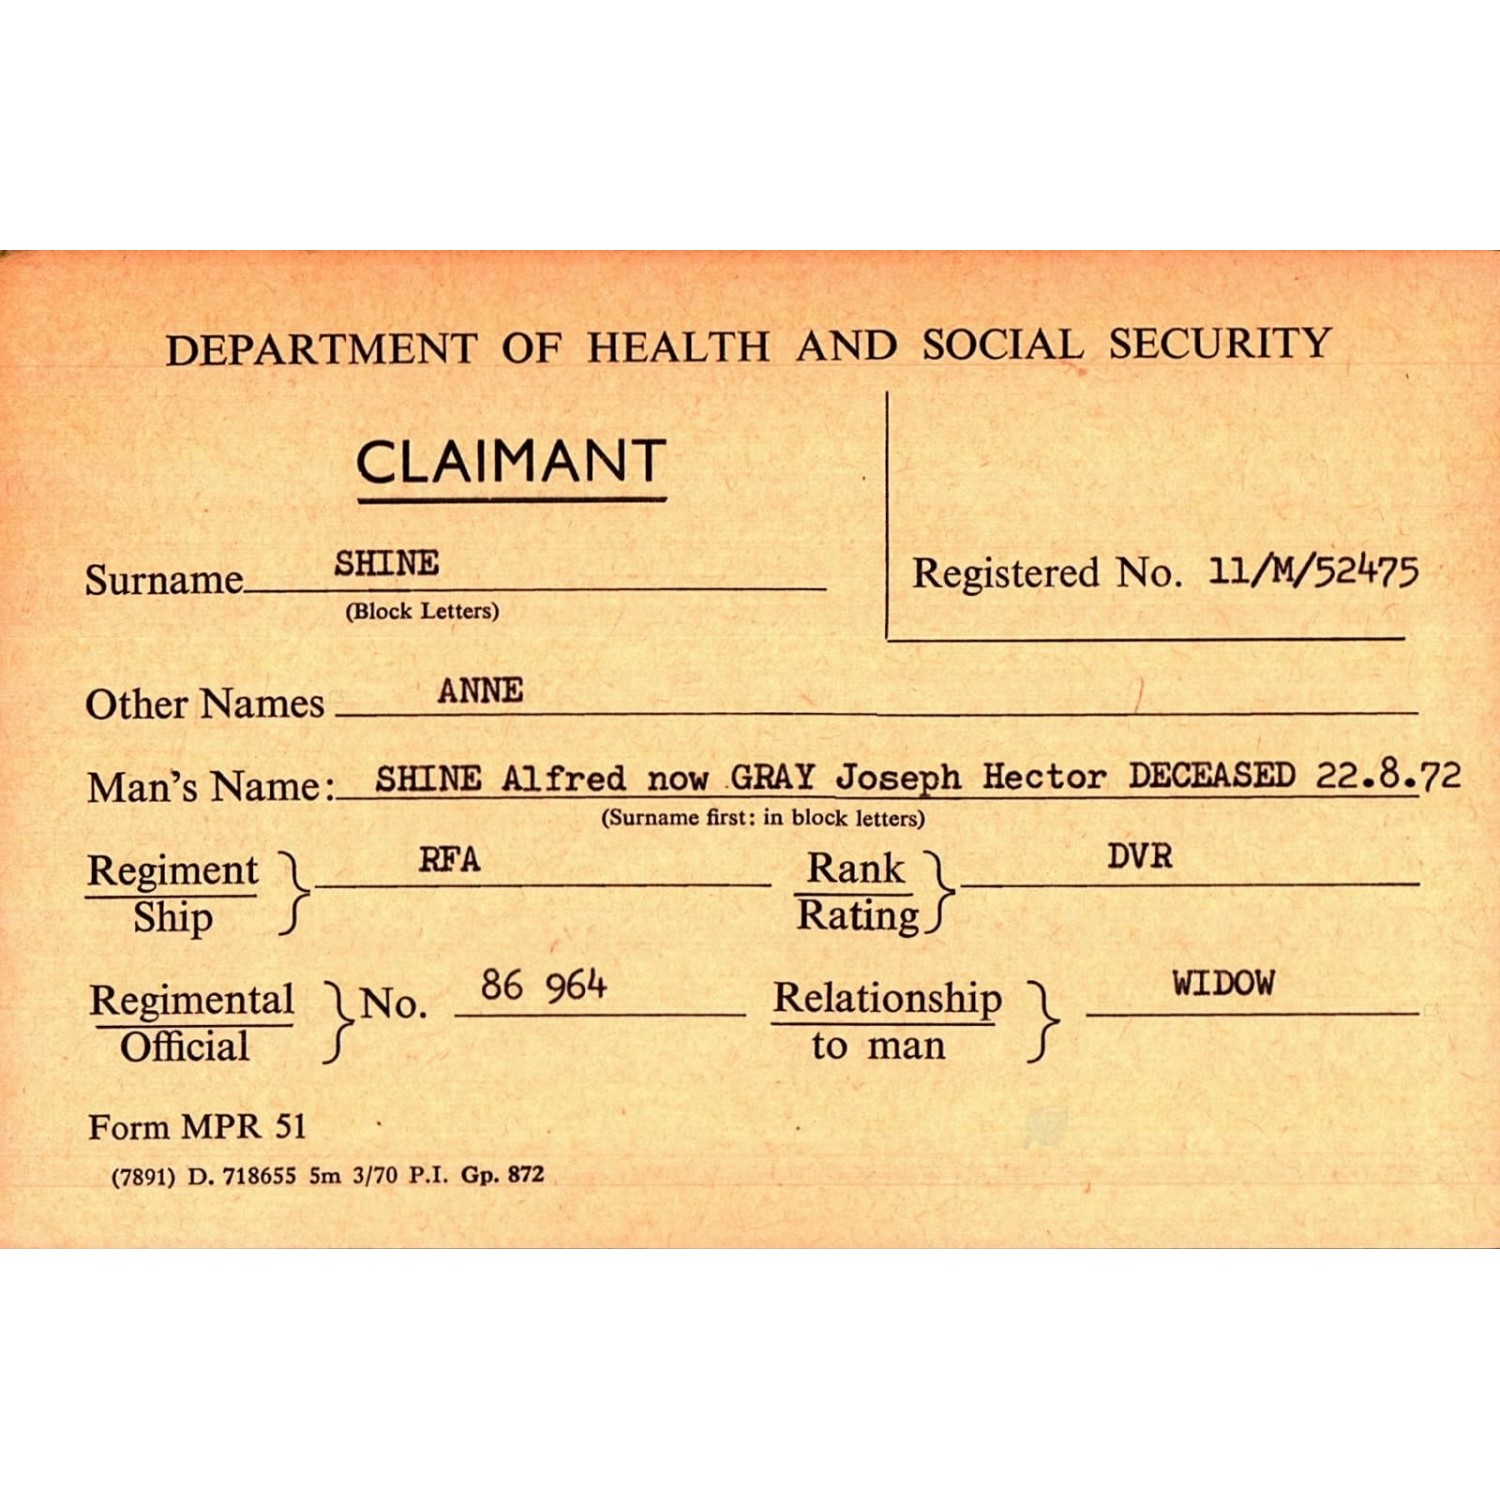 DEPARTMENT OF HEALTH AND SOCIAL SECURITY
CLAIMANT
Surname SHINE
(Block Letters)
Registered No. 11/M/52475
Other Names ANNE
Man's Name: SHINE Alfred now GRAY Joseph Hector DECEASED 22.8.72
(Surname first: in block letters)
Regiment RFA Rank DVR
Ship Rating
Regimental No. 86 964 Relationship WIDOW
Official to man
Form MPR 51
(7891) D. 718655 5m 3/70 P.I. Gp. 872